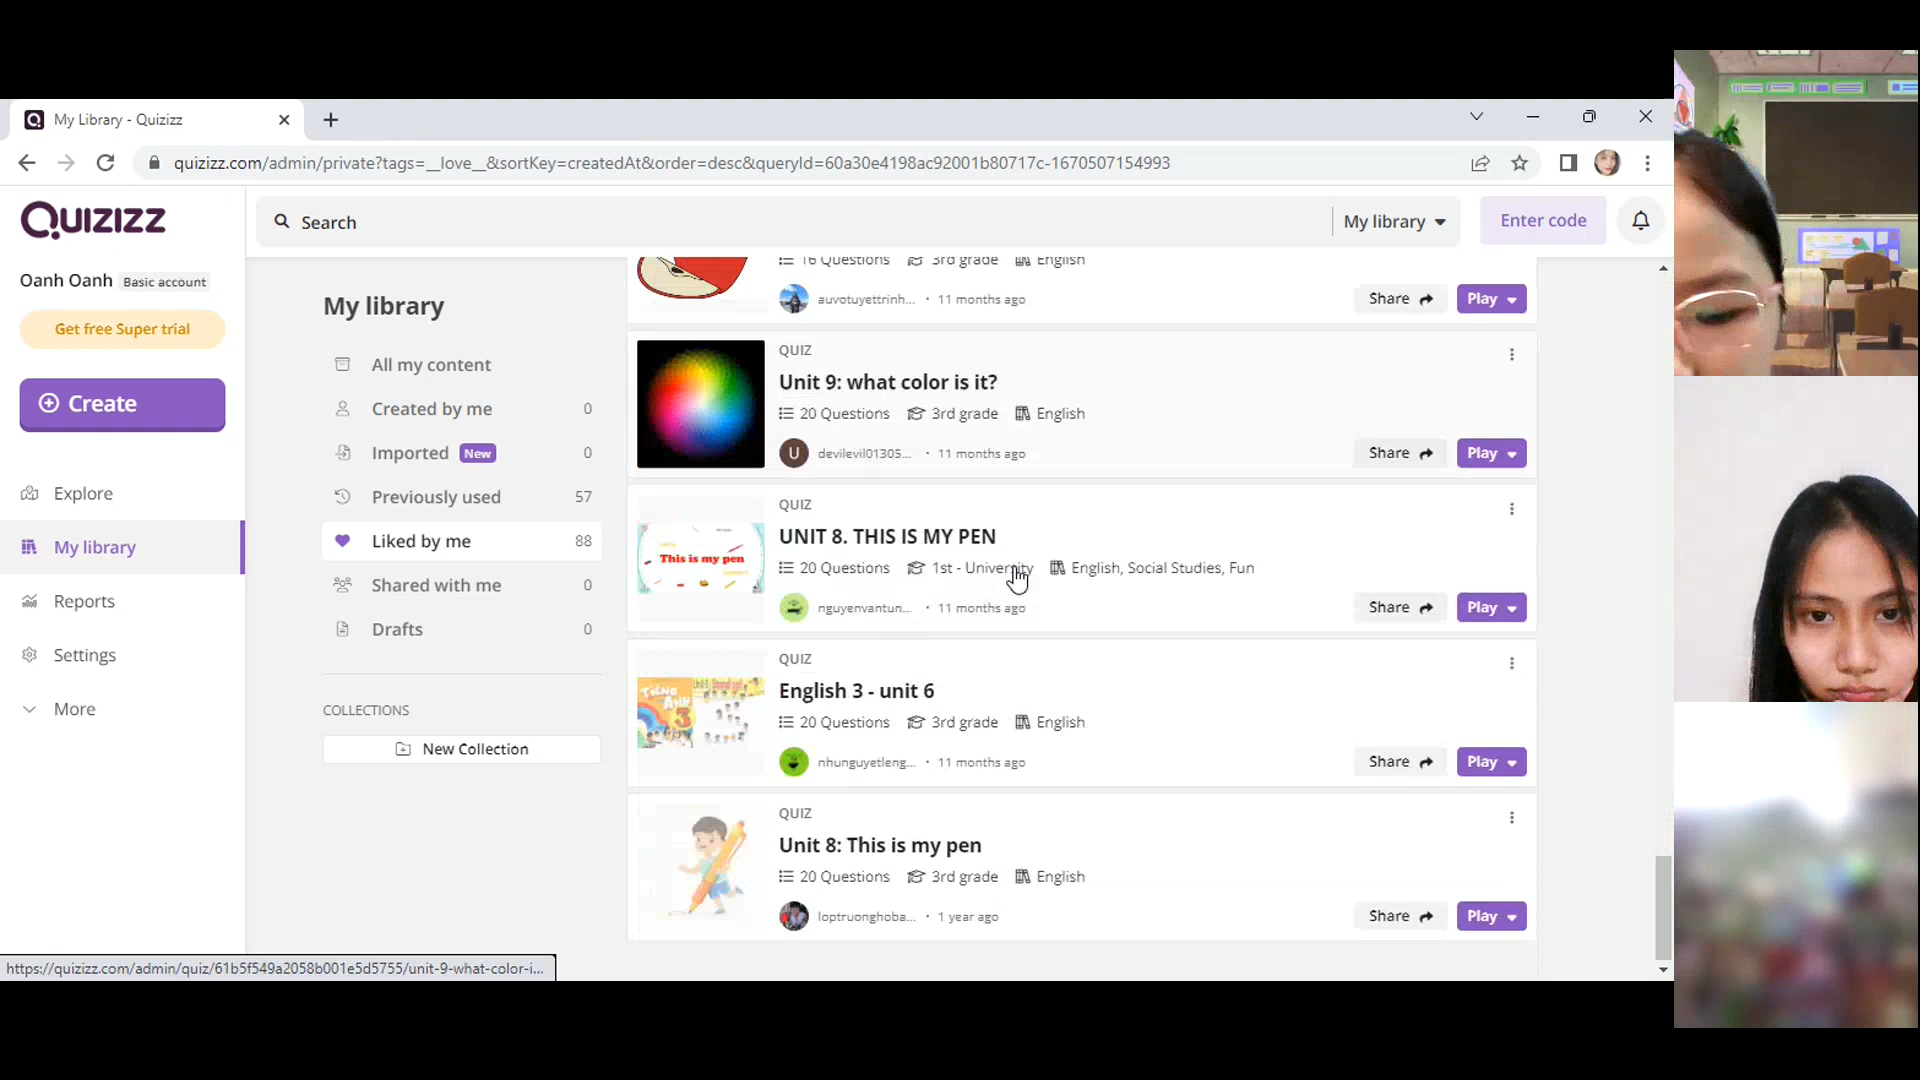 My Library - Quizizz
quizizz.com/admin/private?tags=__love__&sortKey=createdAt&order=desc&queryId=60a30e4198ac92001b80717c-1670507154993
QUIZIZZ
Search
My library
Enter code
Oanh Oanh Basic account
Get free Super trial
Create
Explore
My library
Reports
Settings
More
My library
All my content
Created by me 0
Imported New 0
Previously used 57
Liked by me 88
Shared with me 0
Drafts 0
COLLECTIONS
New Collection
16 Questions 3rd grade English
auvotuyettrinh... • 11 months ago
Share Play
QUIZ
Unit 9: what color is it?
20 Questions 3rd grade English
U devilevil01305... • 11 months ago
Share Play
QUIZ
This is my pen
UNIT 8. THIS IS MY PEN
20 Questions 1st - University English, Social Studies, Fun
nguyenvantun... • 11 months ago
Share Play
QUIZ
TIẾNG ANH 3
English 3 - unit 6
20 Questions 3rd grade English
nhunguyetleng... • 11 months ago
Share Play
QUIZ
Unit 8: This is my pen
20 Questions 3rd grade English
loptruonghoba... • 1 year ago
Share Play
https://quizizz.com/admin/quiz/61b5f549a2058b001e5d5755/unit-9-what-color-i...